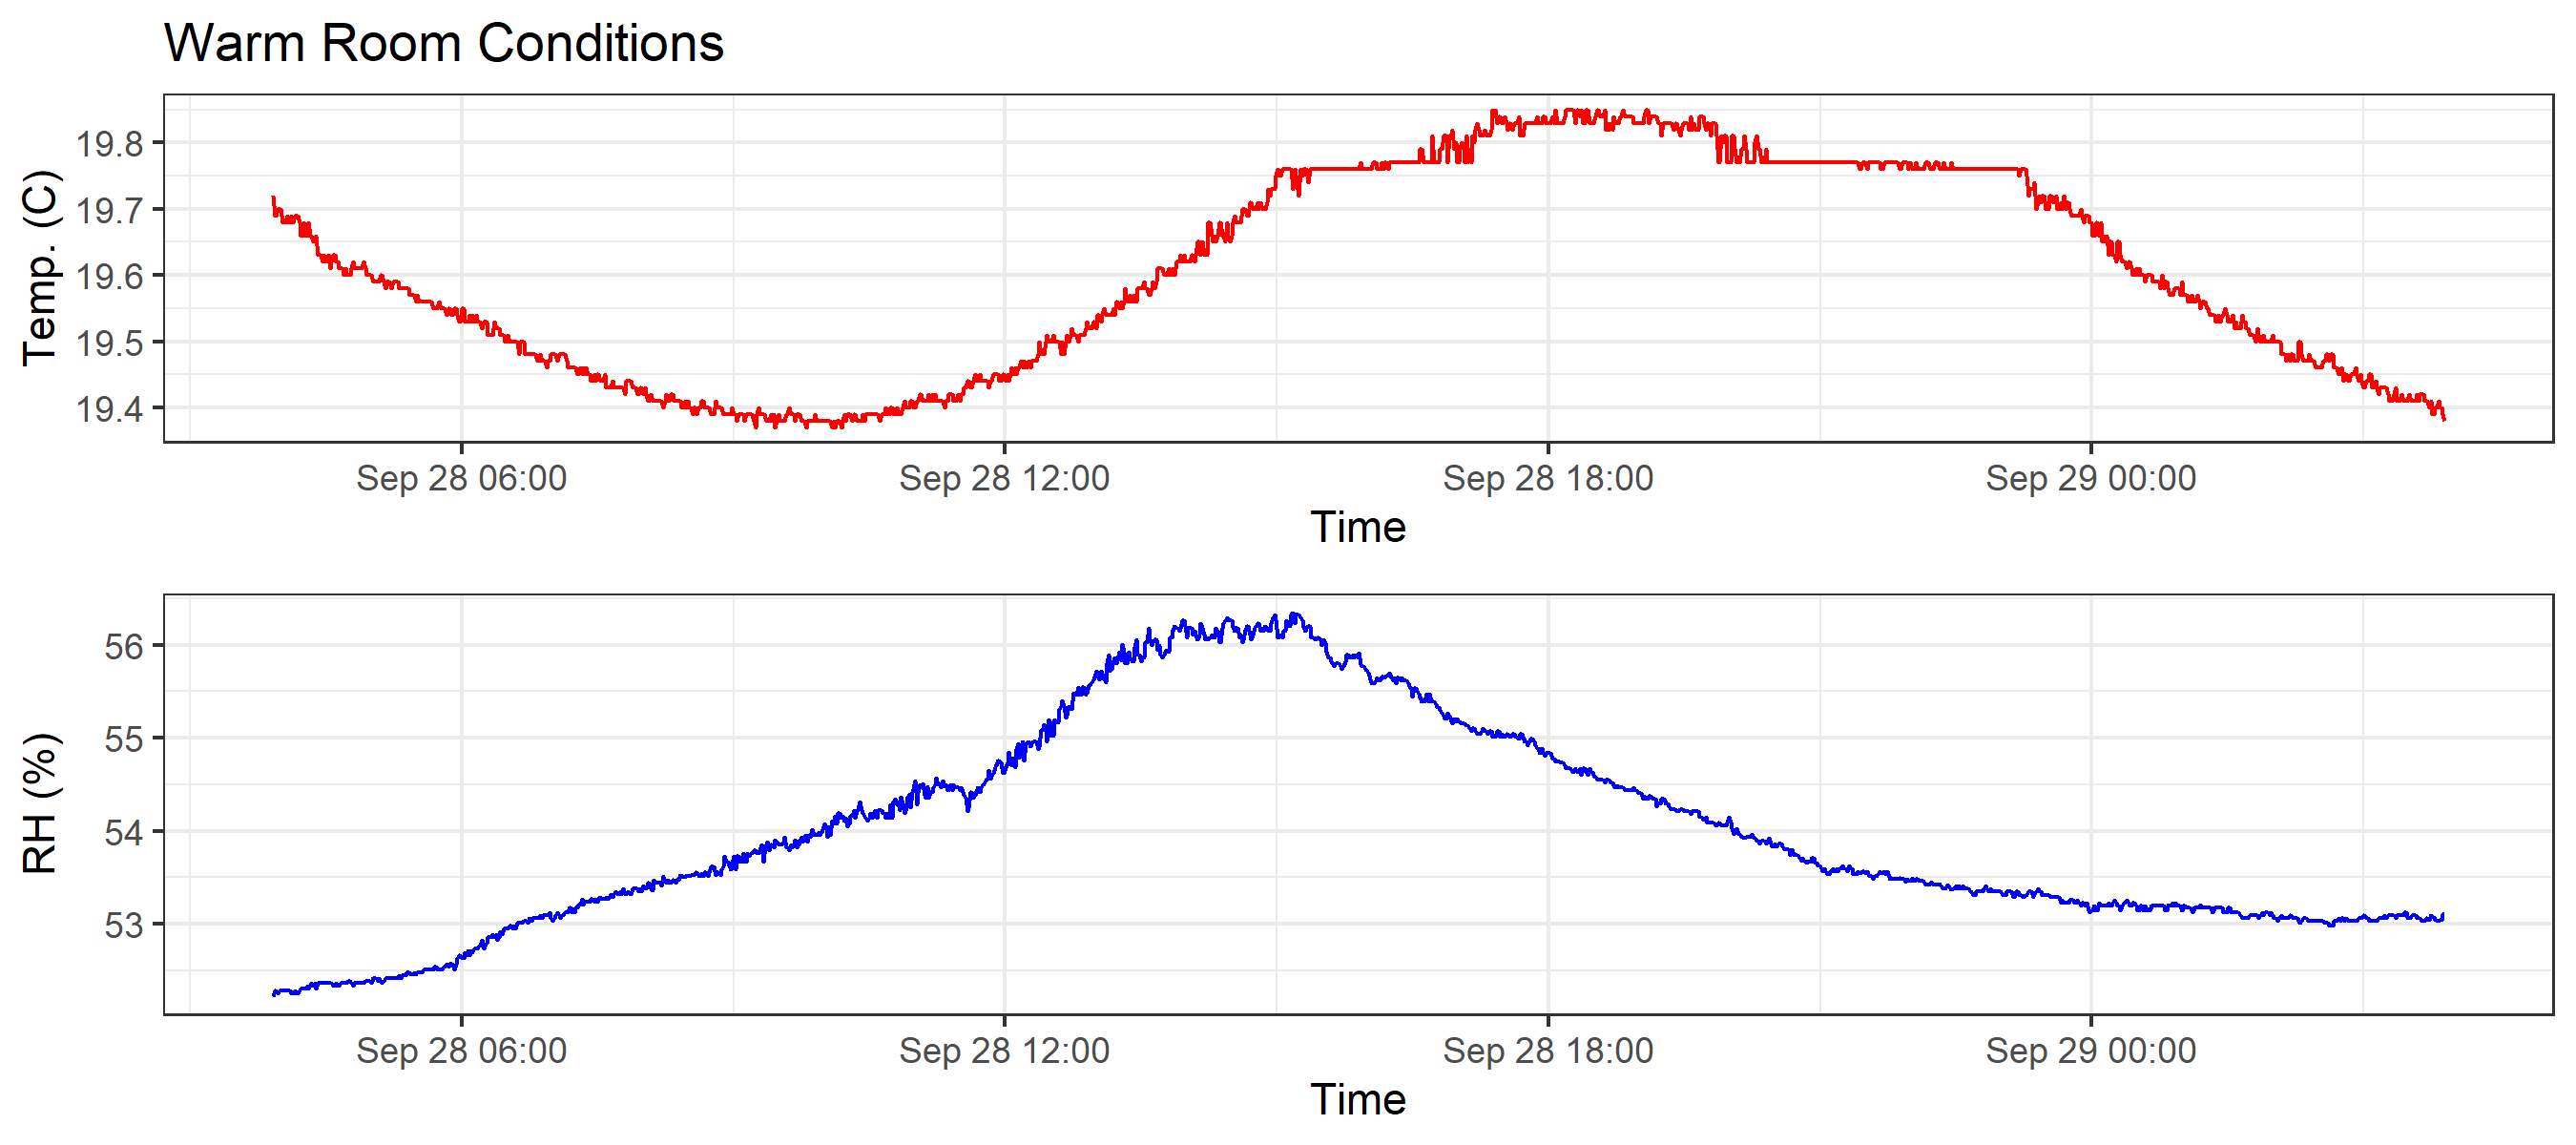 Warm Room Conditions
Temp. (C)
19.8
19.7
19.6
19.5
19.4
Sep 28 06:00 Sep 28 12:00 Sep 28 18:00 Sep 29 00:00
Time
RH (%)
56
55
54
53
Sep 28 06:00 Sep 28 12:00 Sep 28 18:00 Sep 29 00:00
Time